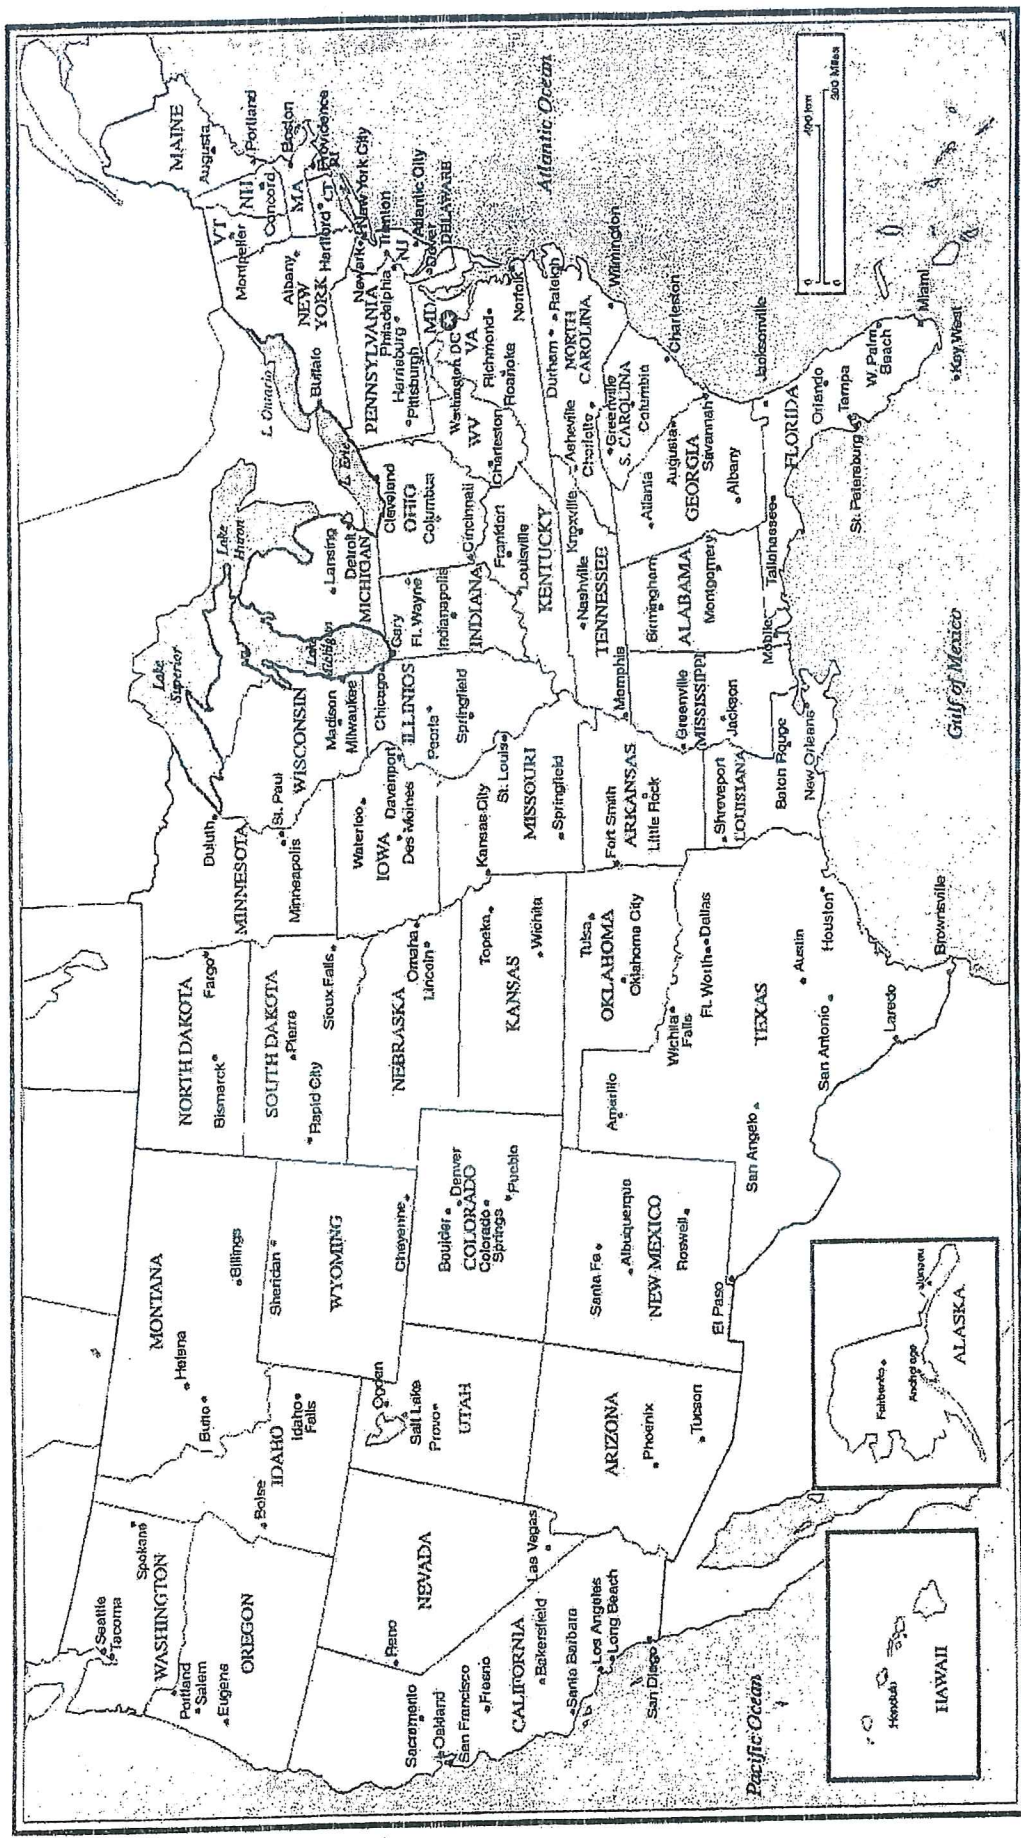 Seattle
Tacoma
Spokane
WASHINGTON
Portland
Salem
Eugene
OREGON
Boise
IDAHO
Idaho
Falls
MONTANA
Helena
Butte
Billings
Sheridan
WYOMING
Cheyenne
NORTH DAKOTA
Bismarck
Fargo
SOUTH DAKOTA
Pierre
Rapid City
Sioux Falls
NEBRASKA
Omaha
Lincoln
MINNESOTA
Duluth
Minneapolis
St. Paul
WISCONSIN
Madison
Milwaukee
Lake
Superior
Lake
Michigan
Lake
Huron
L. Erie
L. Ontario
MICHIGAN
Lansing
Detroit
IOWA
Waterloo
Davenport
Des Moines
ILLINIOS
Chicago
Peoria
Springfield
INDIANA
Gary
Ft. Wayne
Indianapolis
OHIO
Cleveland
Columbus
Cincinnati
PENNSYLVANIA
Philadelphia
Harrisburg
Pittsburgh
NEW
YORK
Albany
Buffalo
New York City
VT
Montpelier
NH
Concord
MAINE
Augusta
Portland
MA
Boston
CT
Hartford
RI
Providence
NJ
Newark
Trenton
Atlantic City
DELAWARE
Dover
MD
Washington DC
VA
Richmond
Norfolk
Roanoke
WV
Charleston
KENTUCKY
Frankfort
Louisville
TENNESSEE
Nashville
Knoxville
Memphis
NORTH
CAROLINA
Durham
Raleigh
Asheville
Charlotte
Wilmington
S. CAROLINA
Greenville
Columbia
Charleston
GEORGIA
Atlanta
Augusta
Savannah
Albany
ALABAMA
Birmingham
Montgomery
Mobile
MISSISSIPPI
Greenville
Jackson
LOUISIANA
Shreveport
Baton Rouge
New Orleans
ARKANSAS
Fort Smith
Little Rock
MISSOURI
Kansas City
St. Louis
Springfield
KANSAS
Topeka
Wichita
OKLAHOMA
Tulsa
Oklahoma City
TEXAS
Amarillo
Wichita
Falls
Ft. Worth
Dallas
Austin
Houston
San Antonio
San Angelo
Laredo
Brownsville
El Paso
NEW MEXICO
Santa Fe
Albuquerque
Roswell
COLORADO
Boulder
Denver
Colorado
Springs
Pueblo
UTAH
Ogden
Salt Lake
Provo
ARIZONA
Phoenix
Tucson
NEVADA
Reno
Las Vegas
CALIFORNIA
Sacramento
Oakland
San Francisco
Fresno
Bakersfield
Santa Barbara
Los Angeles
Long Beach
San Diego
FLORIDA
Tallahassee
Jacksonville
Orlando
Tampa
St. Petersburg
W. Palm
Beach
Miami
Key West
Atlantic Ocean
Gulf of Mexico
Pacific Ocean
HAWAII
Honolulu
ALASKA
Fairbanks
Anchorage
Juneau
0 400 km
0 300 Miles